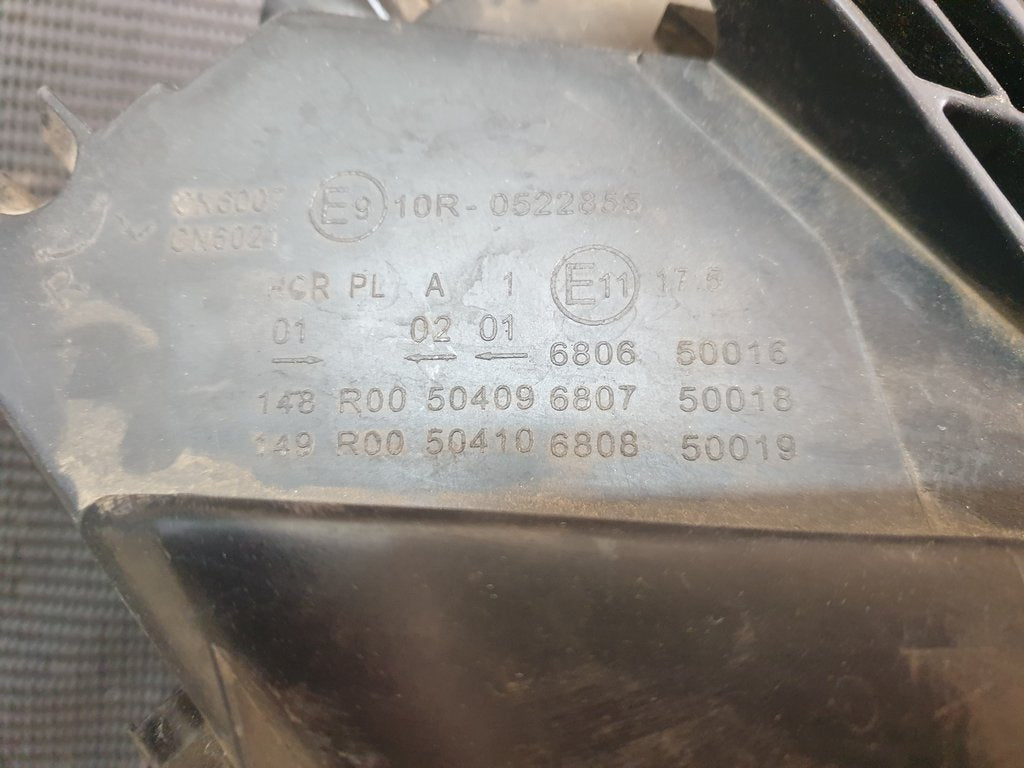 E9 10R-0522855
HCR PL A 1 E11 17.5
01 02 01
→ ← ← 6806 50016
148 R00 50409 6807 50018
149 R00 50410 6808 50019